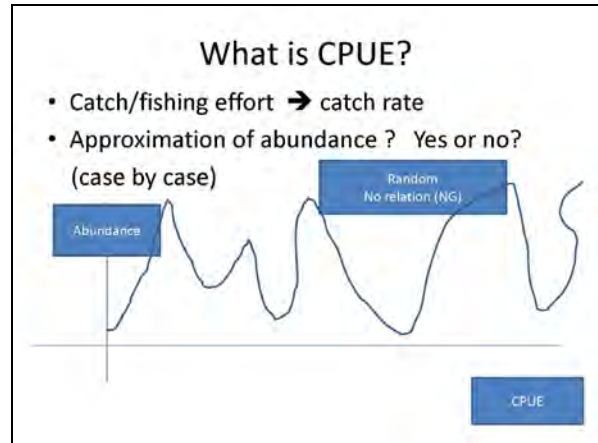 What is CPUE?
• Catch/fishing effort ➔ catch rate
• Approximation of abundance ? Yes or no?
(case by case)
Random
No relation (NG)
Abundance
CPUE